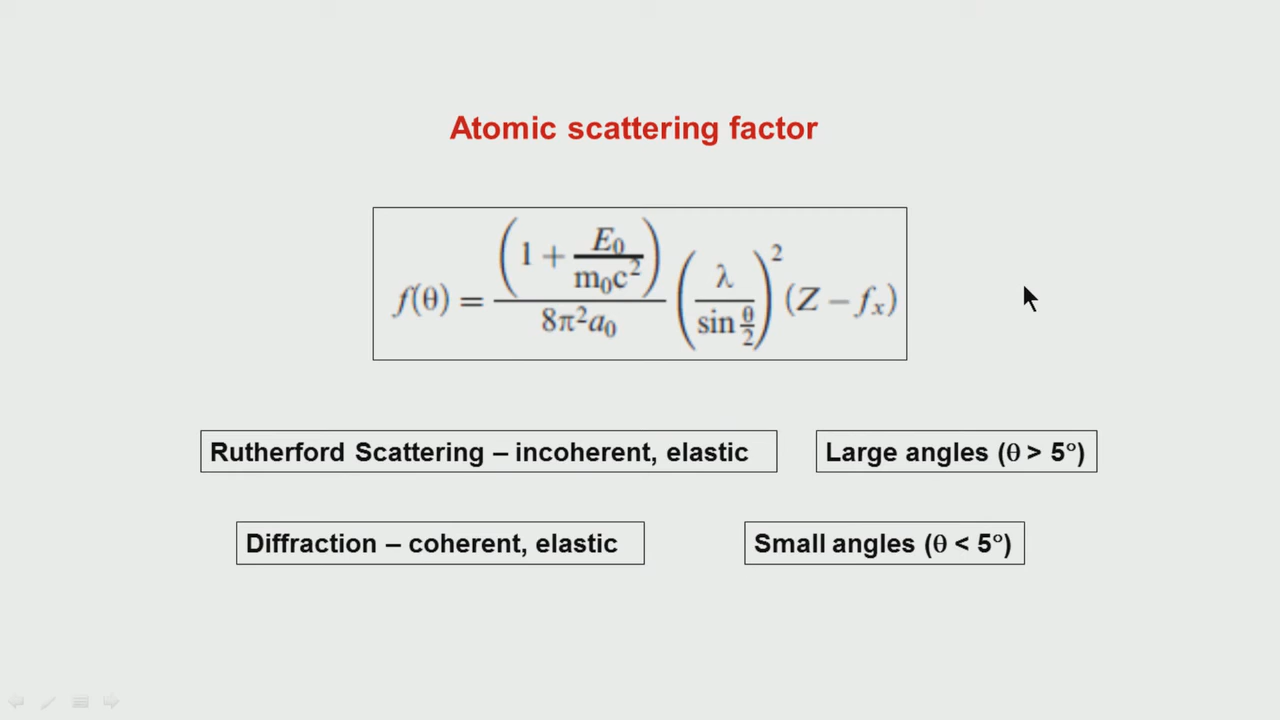 Atomic scattering factor
f(θ) = (1 + E₀/m₀c²)/8π²a₀ (λ/sin θ/2)² (Z − fₓ)
Rutherford Scattering – incoherent, elastic
Large angles (θ > 5°)
Diffraction – coherent, elastic
Small angles (θ < 5°)